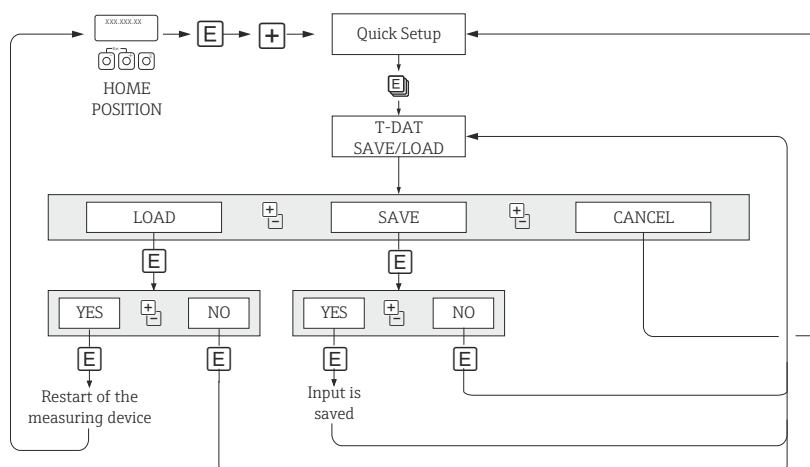 XXX.XXX.XX
Esc
E
+
Quick Setup
HOME
POSITION
E
T-DAT
SAVE/LOAD
LOAD
+
-
SAVE
+
-
CANCEL
E
E
YES
+
-
NO
YES
+
-
NO
E
E
E
E
Restart of the
measuring device
Input is
saved